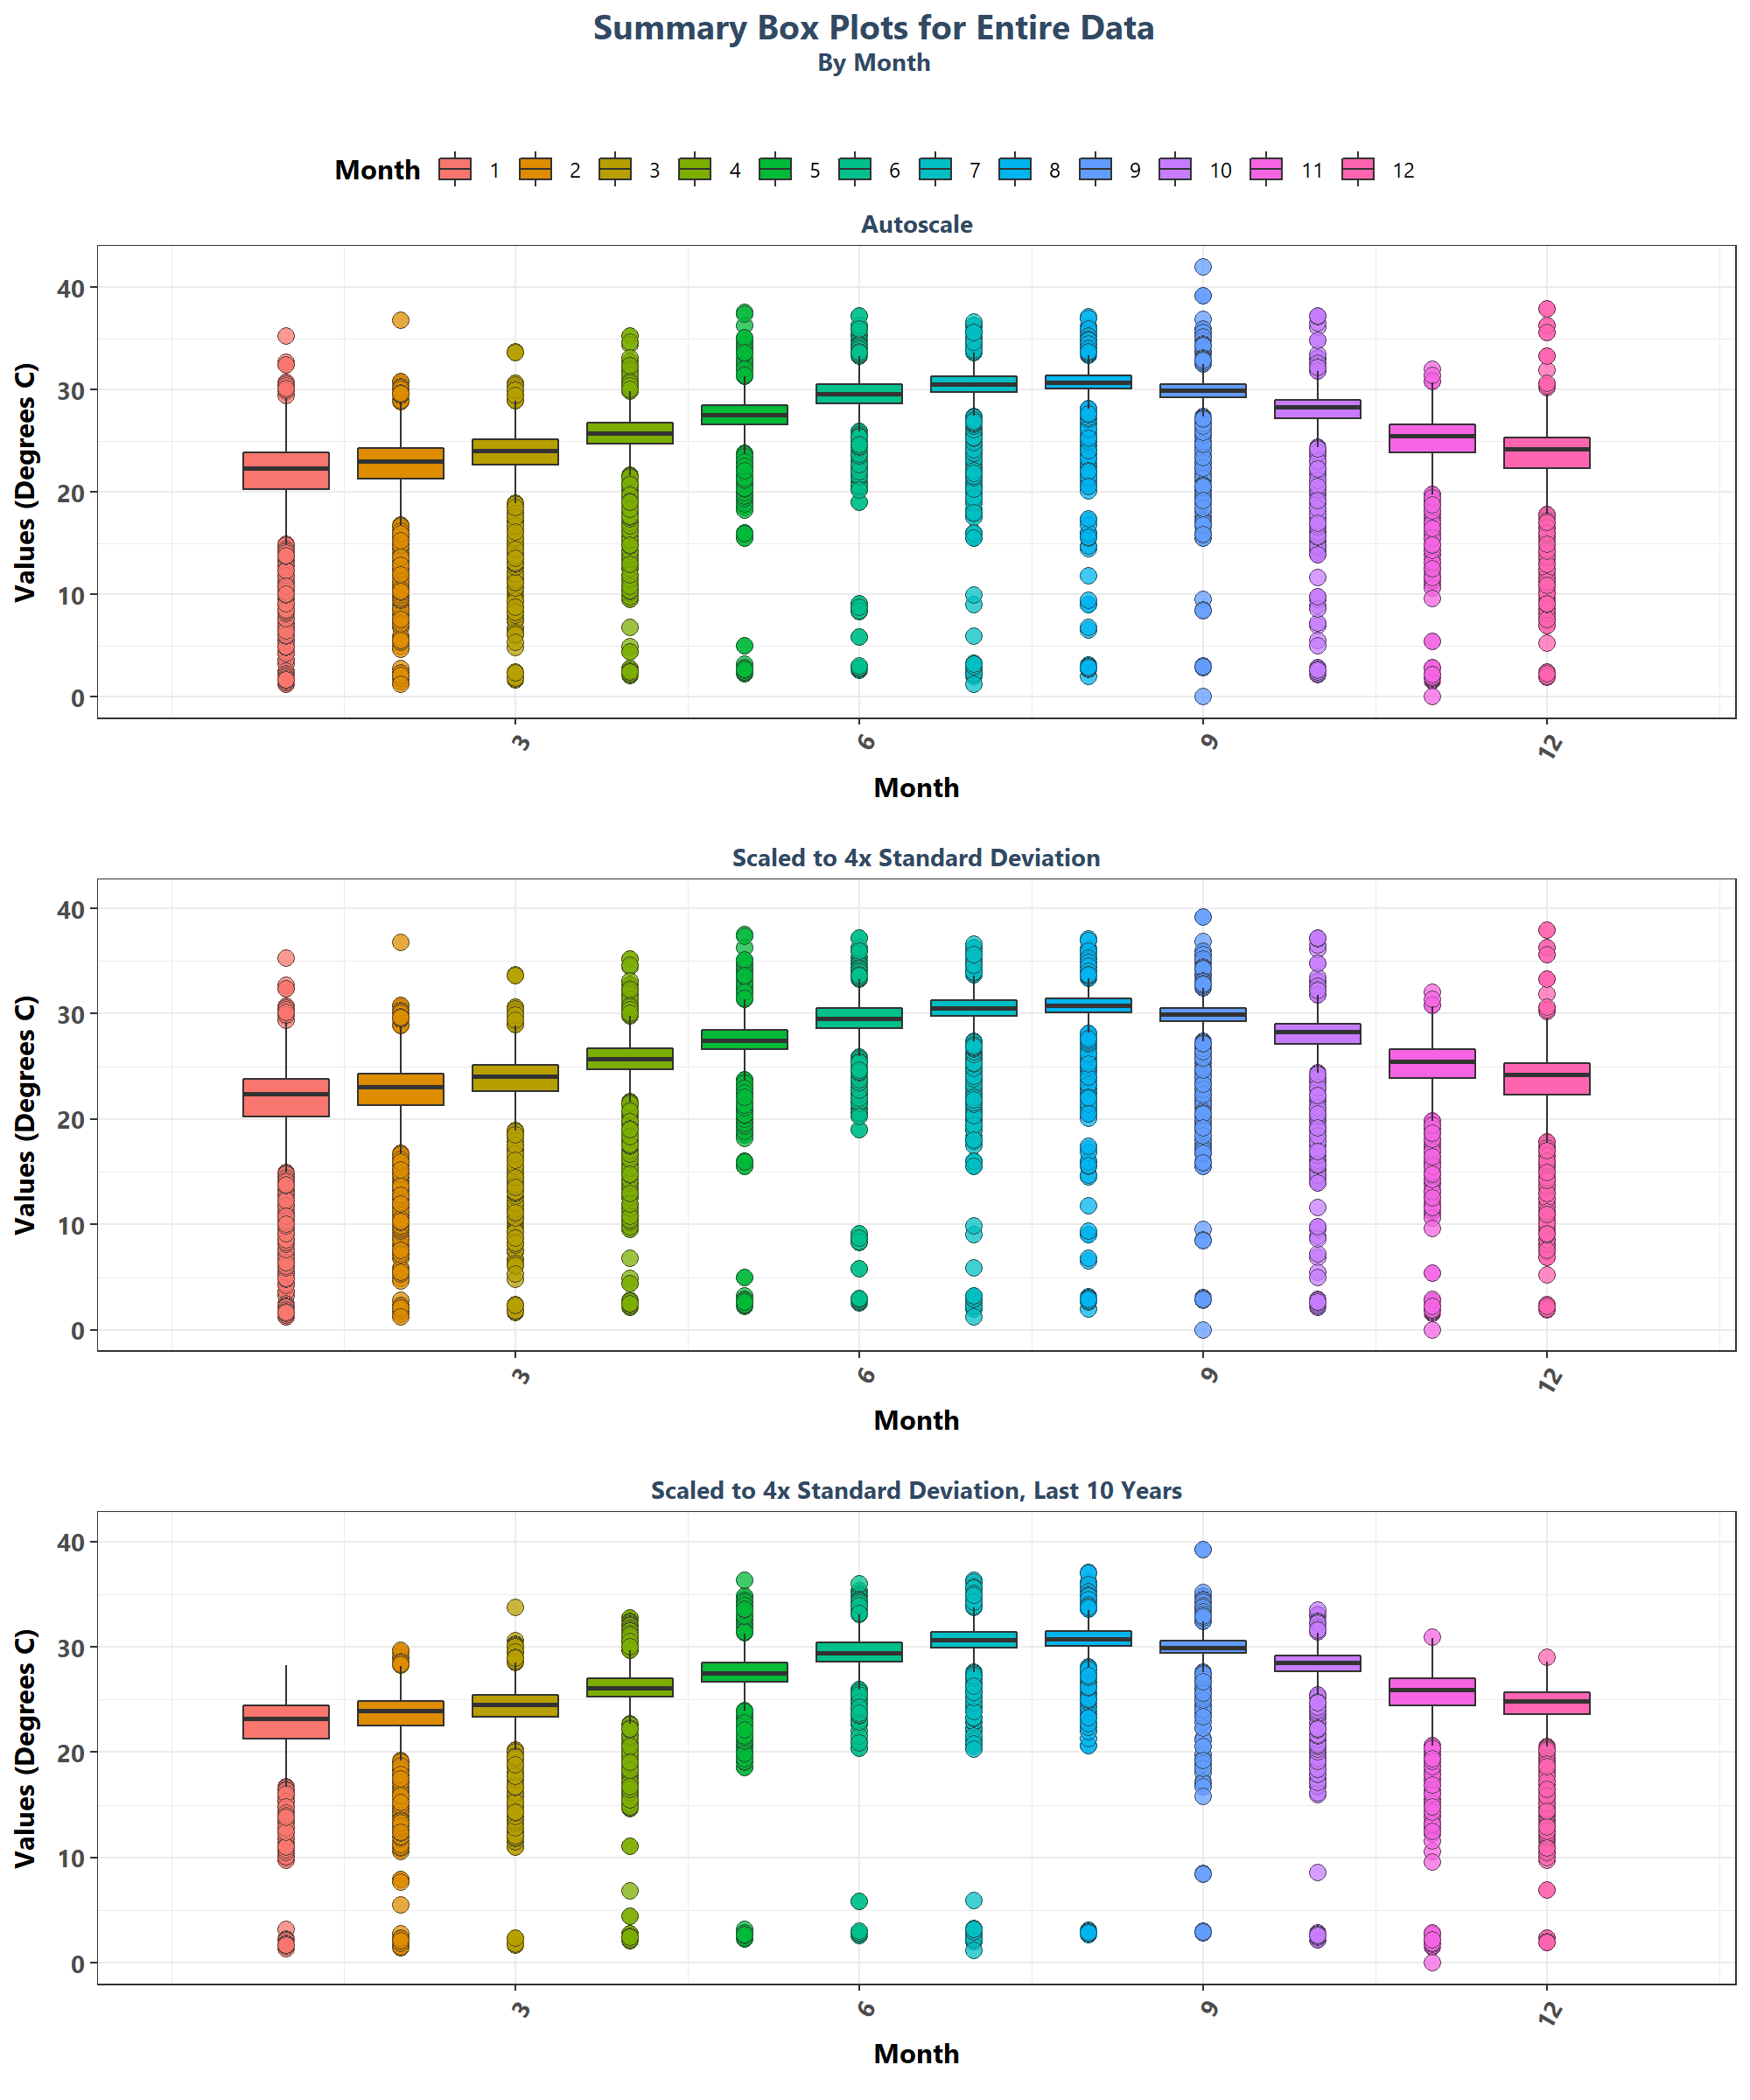 Summary Box Plots for Entire Data
By Month
Month 1 2 3 4 5 6 7 8 9 10 11 12
Autoscale
Values (Degrees C)
40
30
20
10
0
3 6 9 12
Month
Scaled to 4x Standard Deviation
Values (Degrees C)
40
30
20
10
0
3 6 9 12
Month
Scaled to 4x Standard Deviation, Last 10 Years
Values (Degrees C)
40
30
20
10
0
3 6 9 12
Month